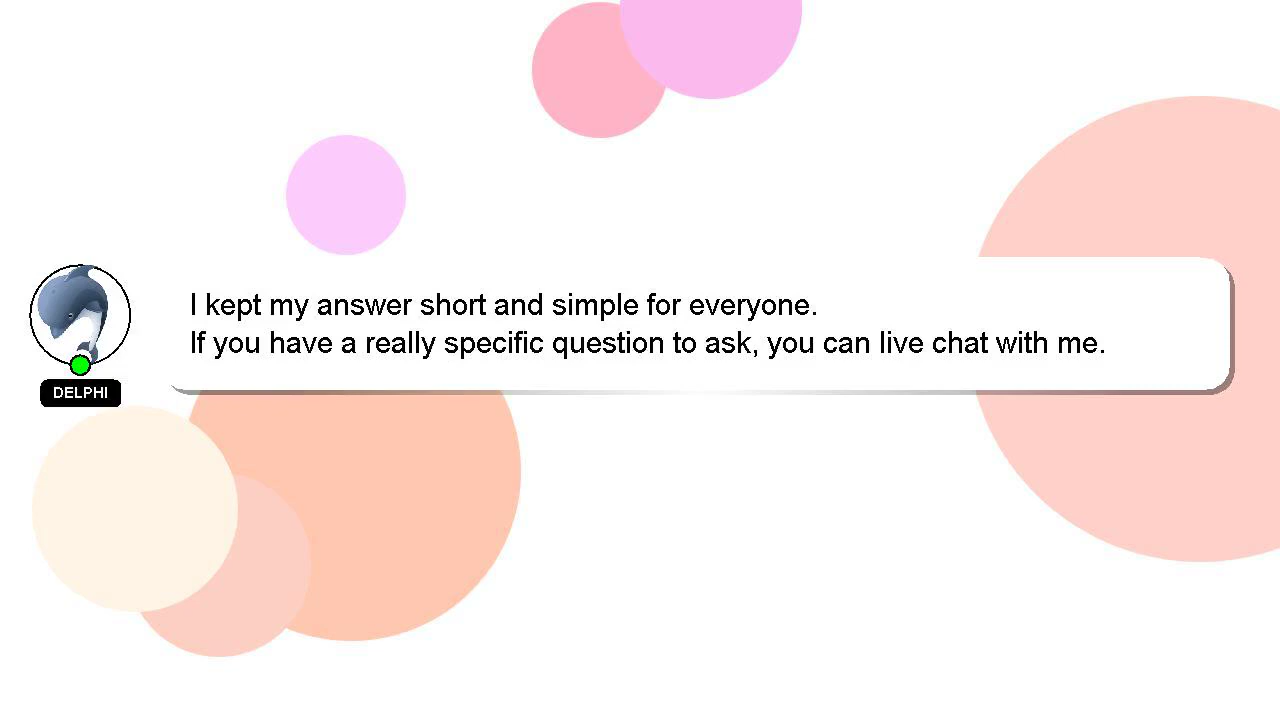 I kept my answer short and simple for everyone.
If you have a really specific question to ask, you can live chat with me.
DELPHI